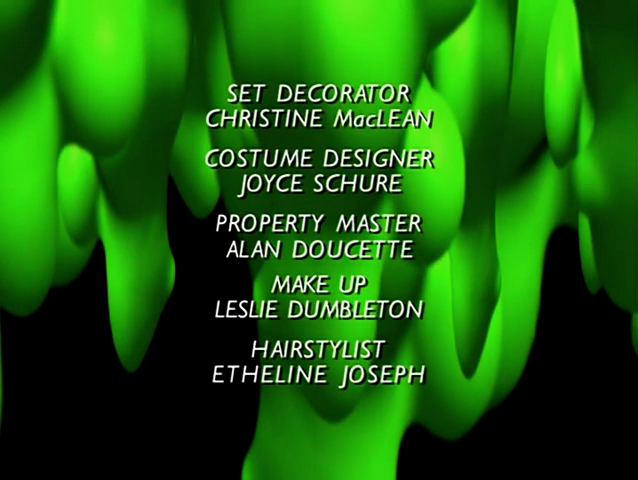 SET DECORATOR
CHRISTINE MacLEAN
COSTUME DESIGNER
JOYCE SCHURE
PROPERTY MASTER
ALAN DOUCETTE
MAKE UP
LESLIE DUMBLETON
HAIRSTYLIST
ETHELINE JOSEPH